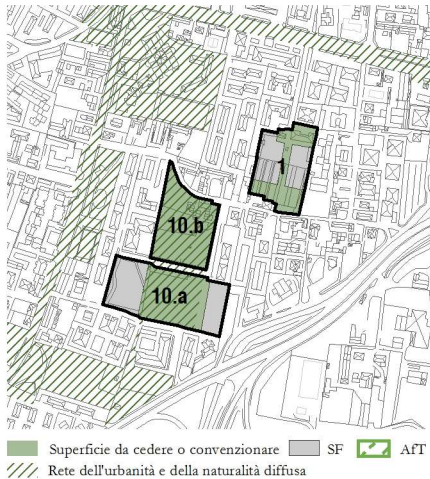 1
10.b
10.a
Superficie da cedere o convenzionare SF AfT
Rete dell'urbanità e della naturalità diffusa